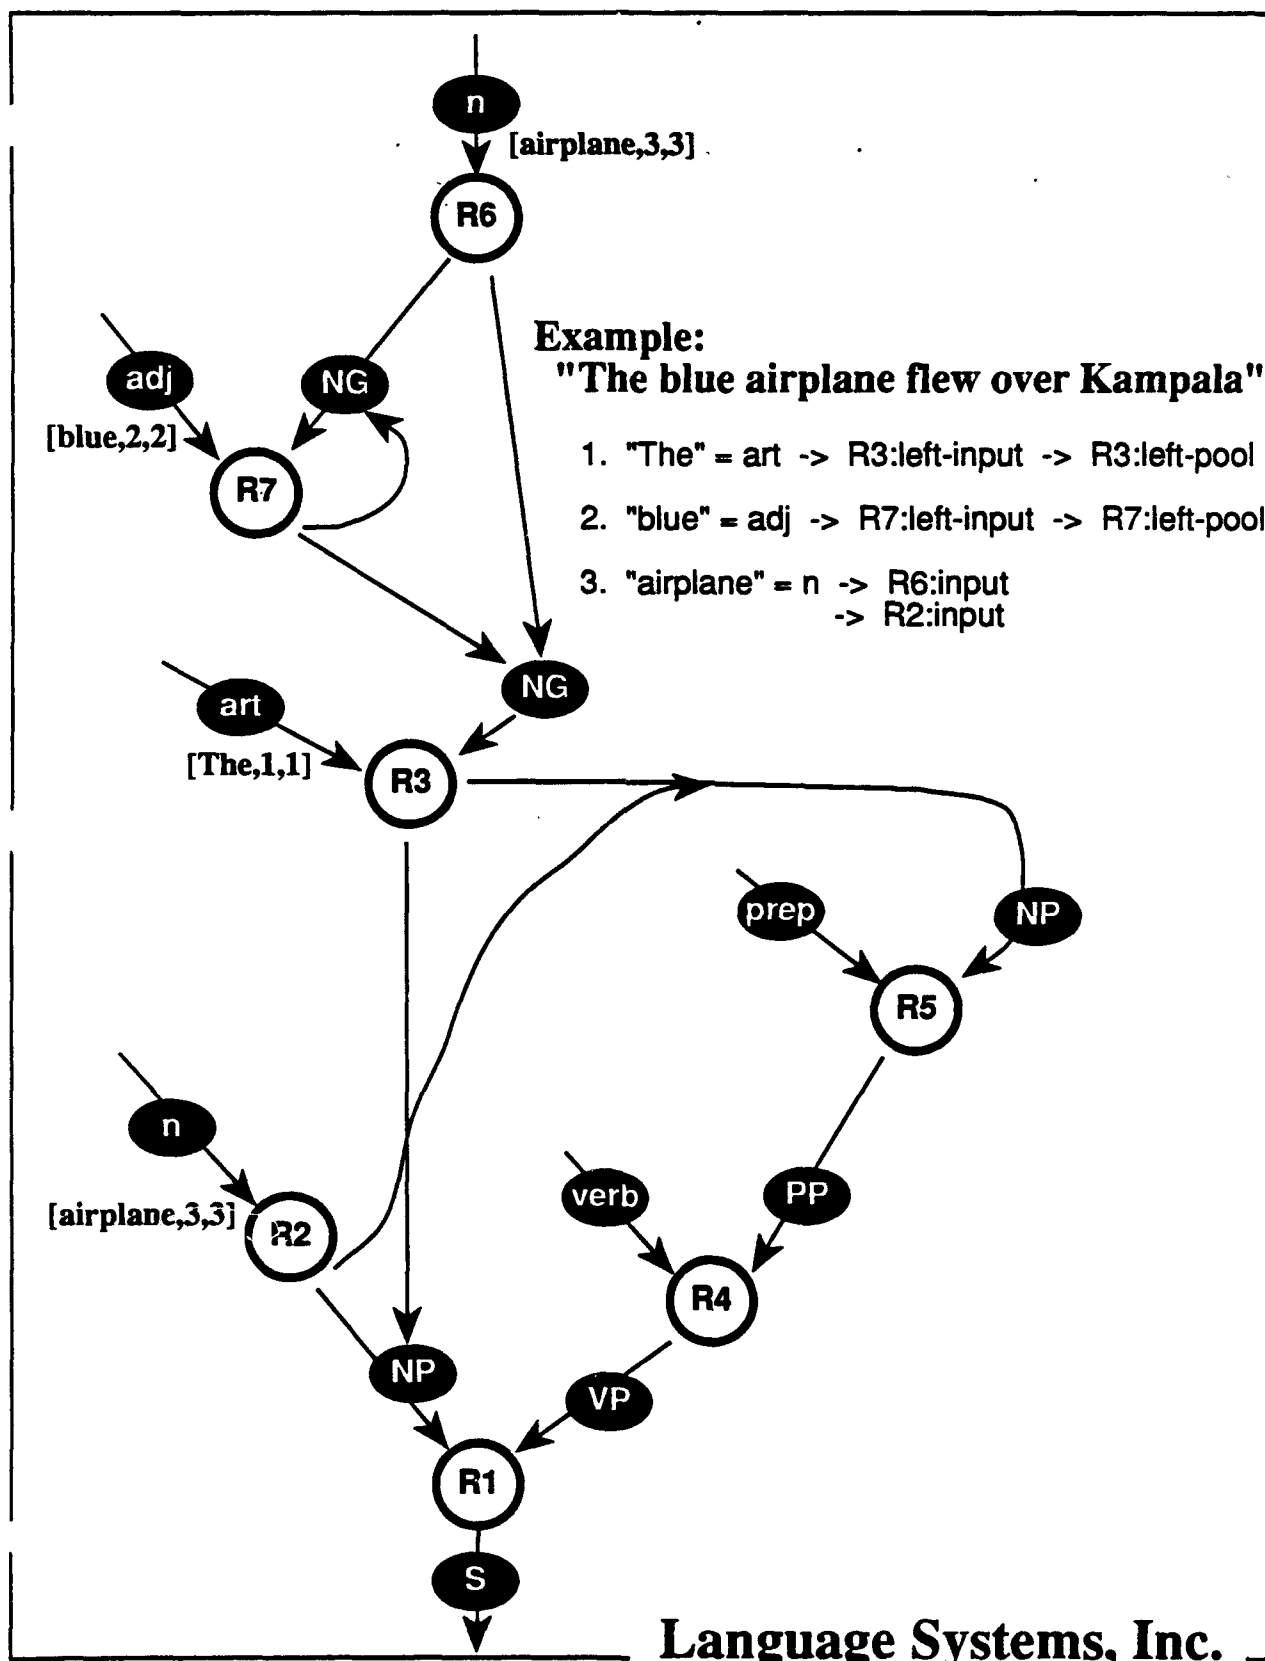 n
[airplane,3,3]
R6
Example:
"The blue airplane flew over Kampala"
adj
NG
[blue,2,2]
R7
1. "The" = art -> R3:left-input -> R3:left-pool
2. "blue" = adj -> R7:left-input -> R7:left-pool
3. "airplane" = n -> R6:input
-> R2:input
NG
art
[The,1,1]
R3
prep
NP
R5
n
[airplane,3,3]
R2
verb
PP
R4
NP
VP
R1
S
Language Systems, Inc.